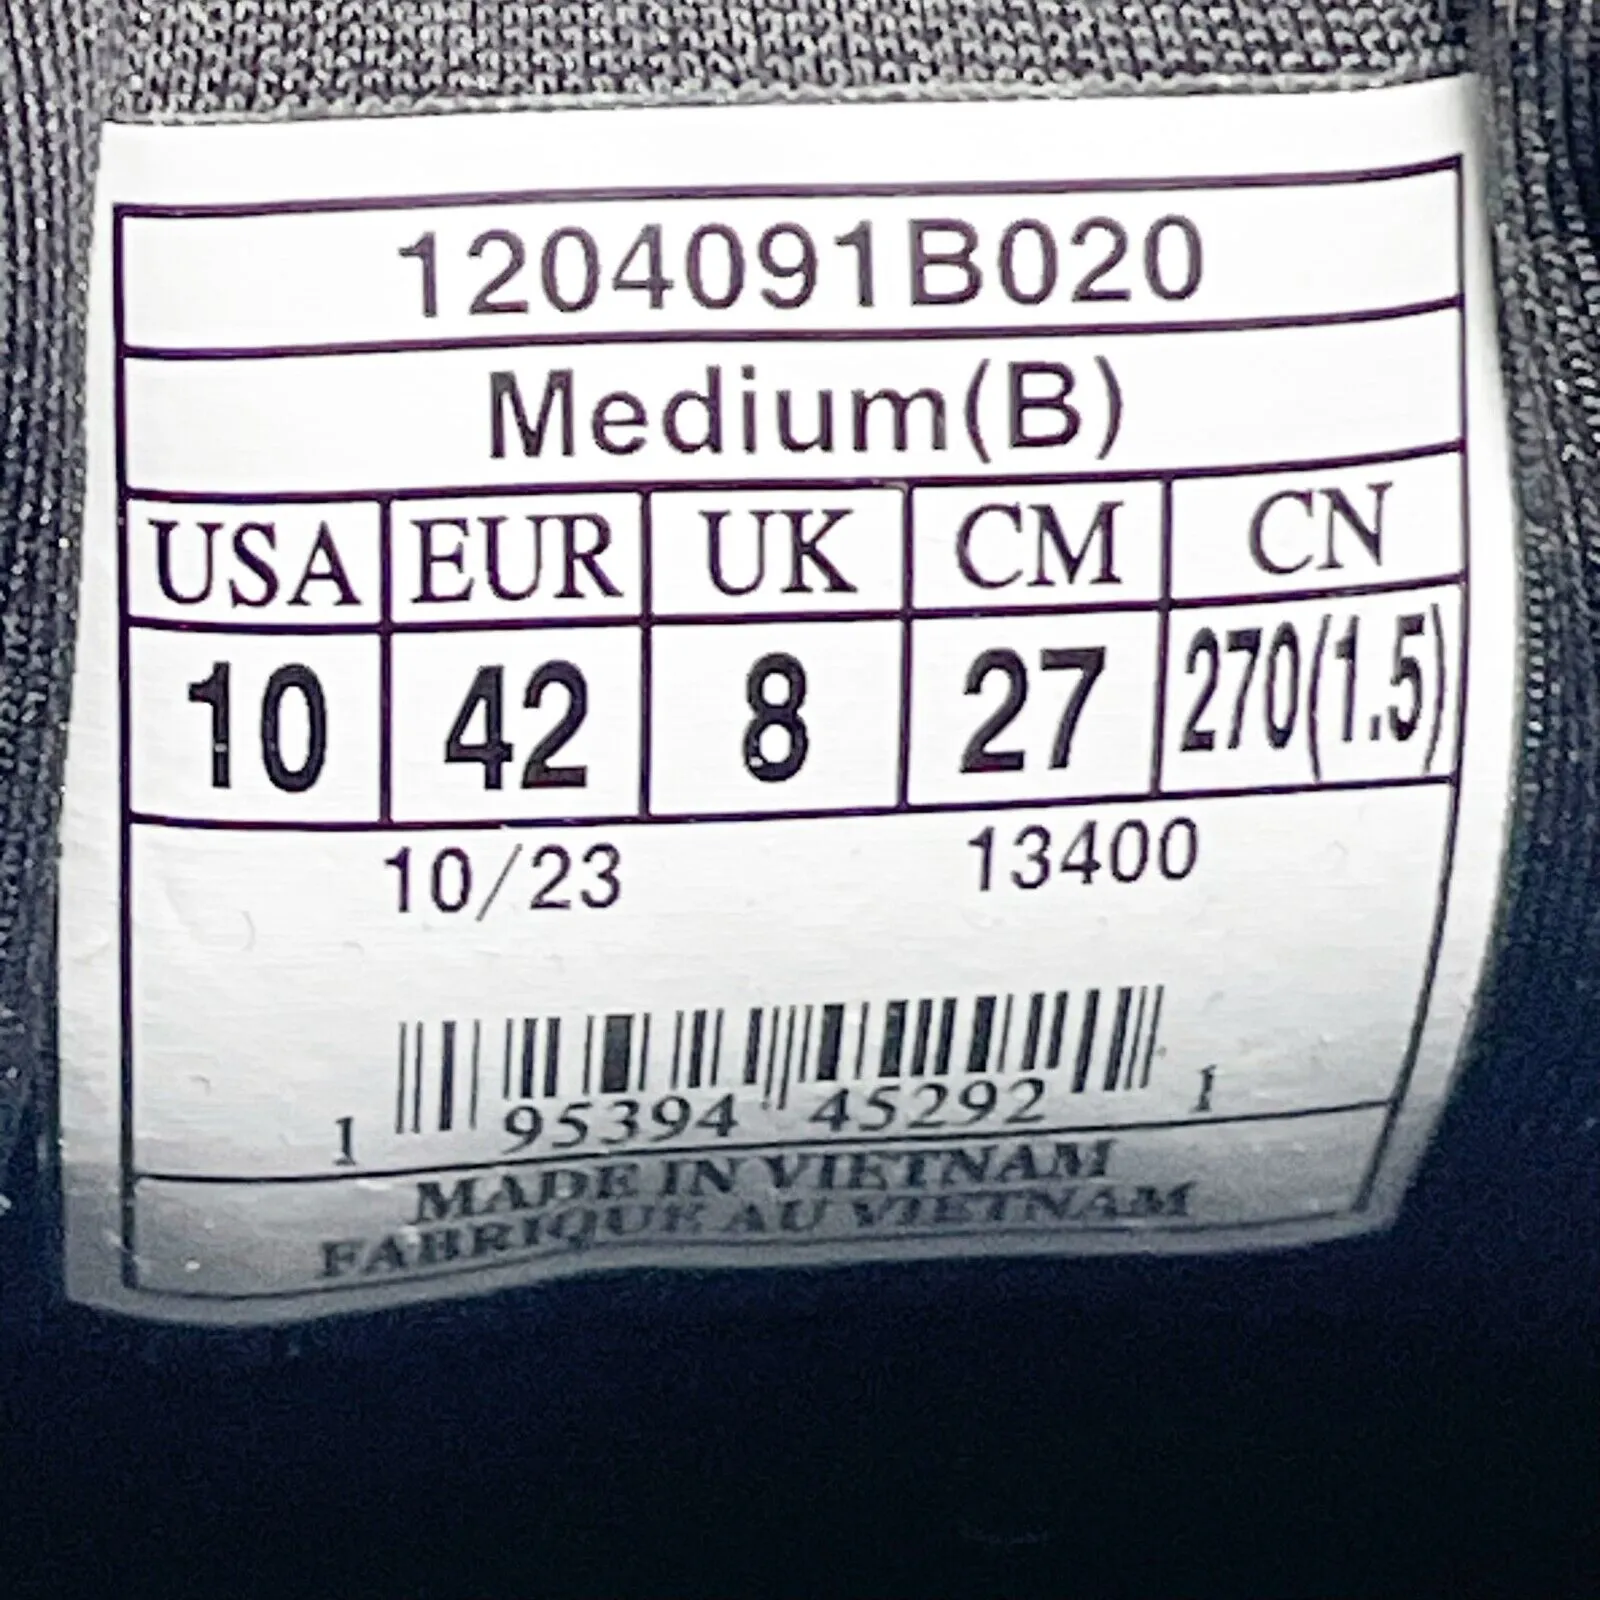 1204091B020
Medium(B)
USA EUR UK CM CN
10 42 8 27 270(1.5)
10/23 13400
1 95394 45292 1
MADE IN VIETNAM
FABRIQUE AU VIETNAM